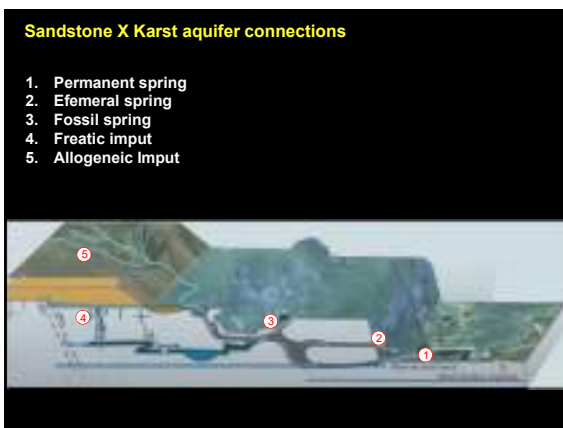 Sandstone X Karst aquifer connections
1. Permanent spring
2. Efemeral spring
3. Fossil spring
4. Freatic imput
5. Allogeneic Imput
5
4
3
2
1